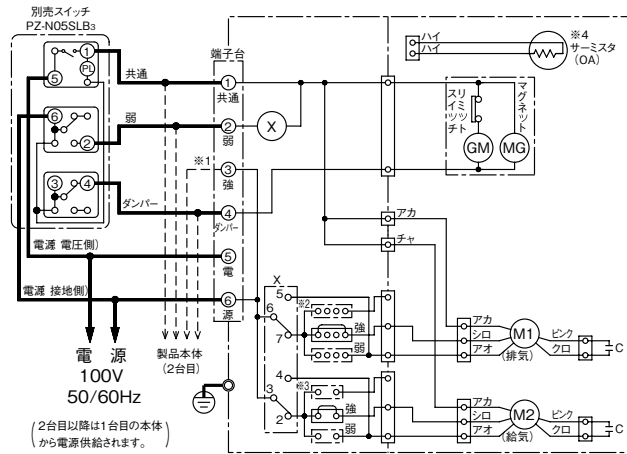 別売スイッチ
PZ-N05SLB3
1
PL
5
6
2
3
4
共通
弱
※1
ダンパー
電源 電圧側)
電源 接地側)
電 源
100V
50/60Hz
製品本体
(2台目)
(2台目以降は1台目の本体
から電源供給されます。)
端子台
1
共通
2
弱
3
強
4
ダンパー
5
電
6
源
X
ハイ
ハイ
※4
サーミスタ
(OA)
リミット
スイッチ
マグネット
GM
MG
アカ
チャ
X
5
6
7
※2
強
弱
4
3
2
※3
強
弱
アカ
シロ
アオ
M1
(排気)
ピンク
クロ
C
アカ
シロ
アオ
M2
(給気)
ピンク
クロ
C